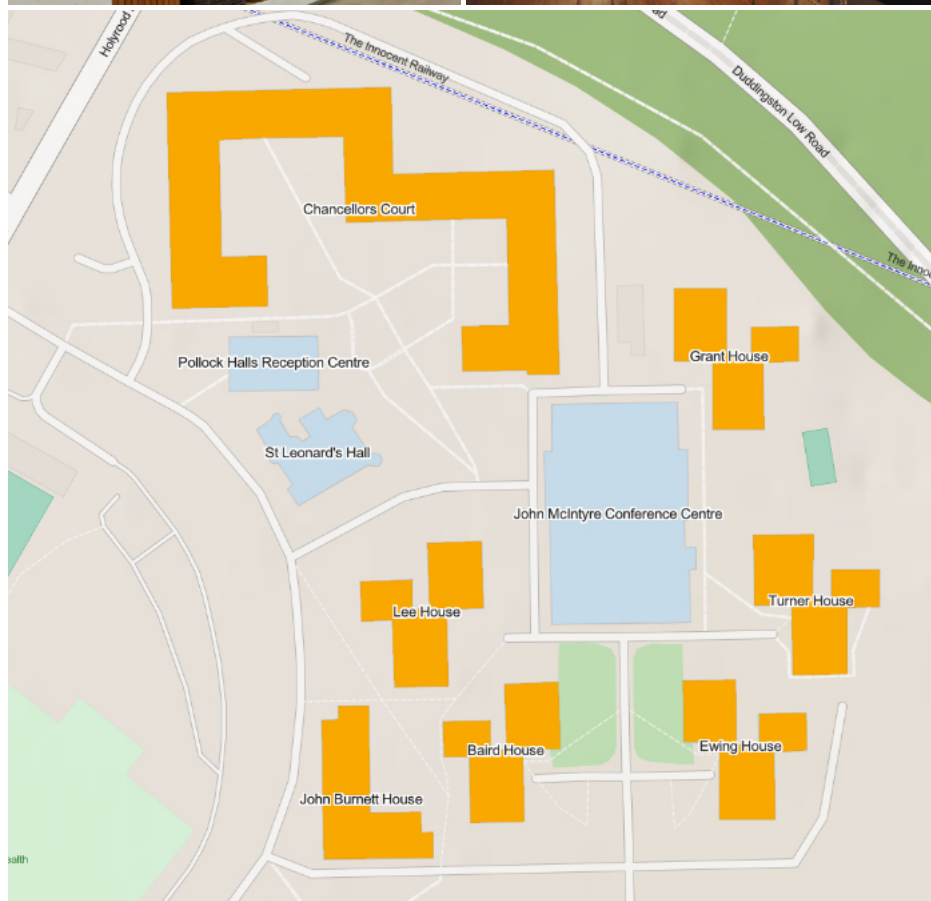 Holyrood
The Innocent Railway
Duddingston Low Road
Chancellors Court
The Innoc
Pollock Halls Reception Centre
Grant House
St Leonard's Hall
John McIntyre Conference Centre
Turner House
Lee House
Baird House
Ewing House
John Burnett House
ealth